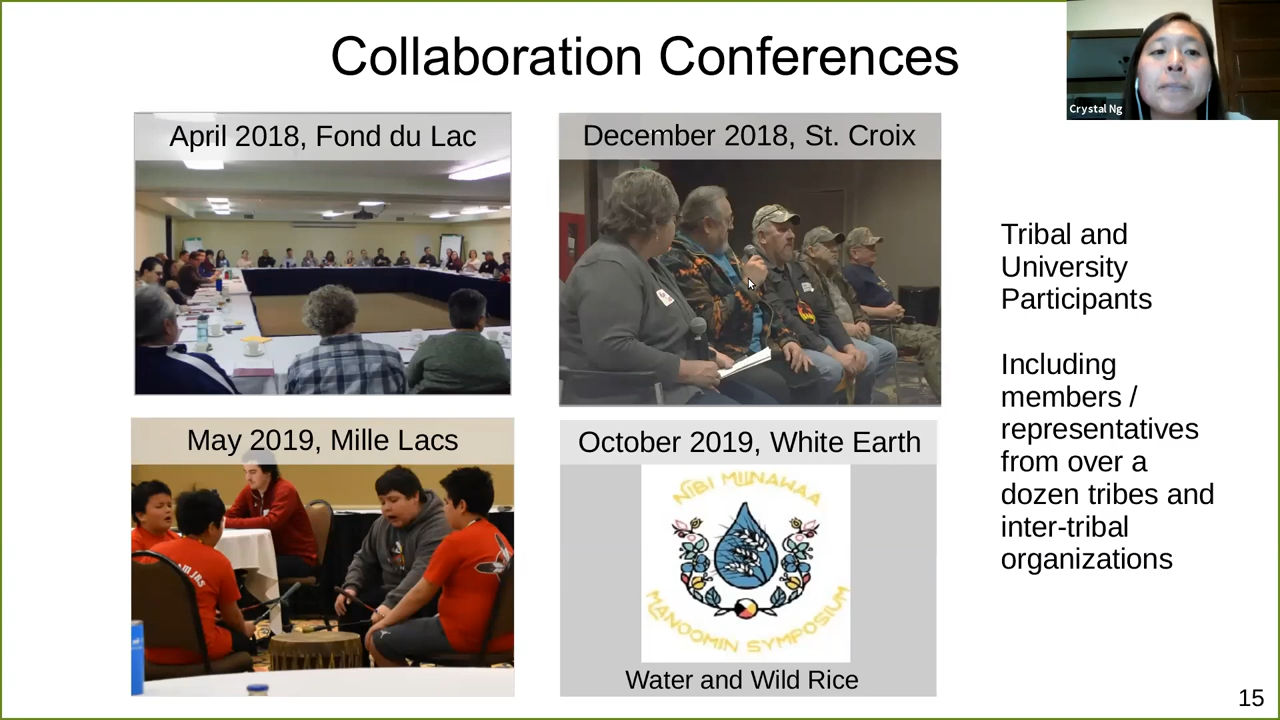 Collaboration Conferences
Crystal Ng
April 2018, Fond du Lac
December 2018, St. Croix
May 2019, Mille Lacs
October 2019, White Earth
NIBI MIINAWAA
MANOOMIN SYMPOSIUM
Water and Wild Rice
Tribal and
University
Participants
Including
members /
representatives
from over a
dozen tribes and
inter-tribal
organizations
15